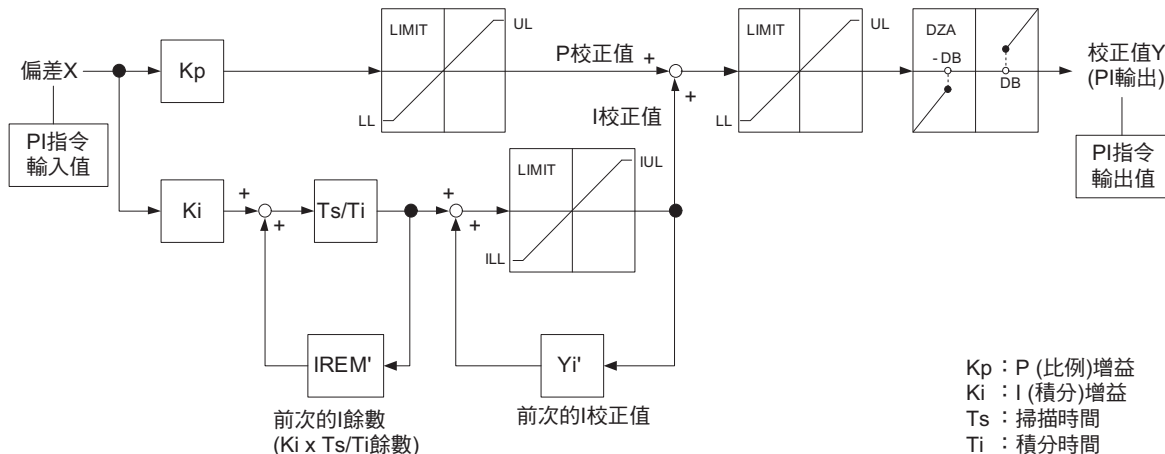 偏差X
PI指令
輸入值
Kp
LIMIT
UL
LL
P校正值
+
+
I校正值
LIMIT
UL
LL
DZA
- DB
DB
校正值Y
(PI輸出)
PI指令
輸出值
Ki
+
+
Ts/Ti
+
+
LIMIT
IUL
ILL
IREM'
前次的I餘數
(Ki x Ts/Ti餘數)
Yi'
前次的I校正值
Kp：P (比例)增益
Ki ：I (積分)增益
Ts ：掃描時間
Ti ：積分時間